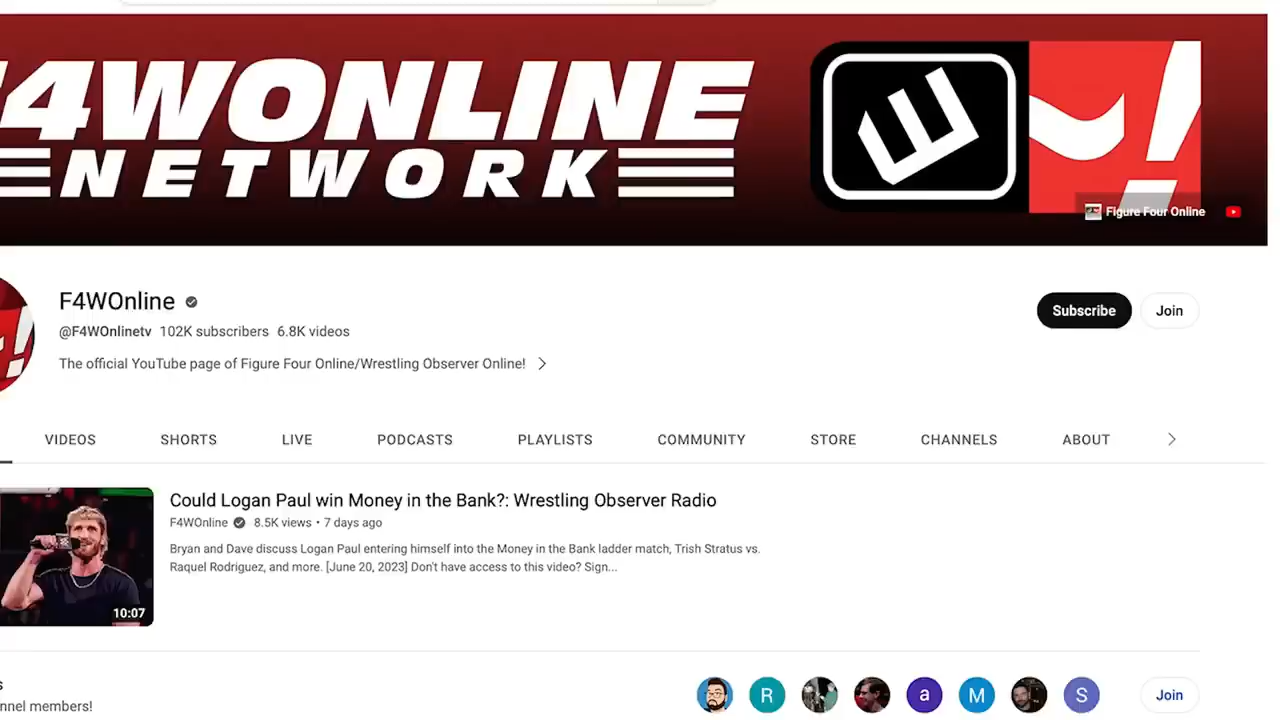 F4WONLINE
NETWORK
Figure Four Online
F4WOnline
@F4WOnlinetv 102K subscribers 6.8K videos
The official YouTube page of Figure Four Online/Wrestling Observer Online!
Subscribe
Join
VIDEOS SHORTS LIVE PODCASTS PLAYLISTS COMMUNITY STORE CHANNELS ABOUT
Could Logan Paul win Money in the Bank?: Wrestling Observer Radio
F4WOnline 8.5K views • 7 days ago
Bryan and Dave discuss Logan Paul entering himself into the Money in the Bank ladder match, Trish Stratus vs.
Raquel Rodriguez, and more. [June 20, 2023] Don't have access to this video? Sign...
10:07
s
nnel members!
R a M S
Join